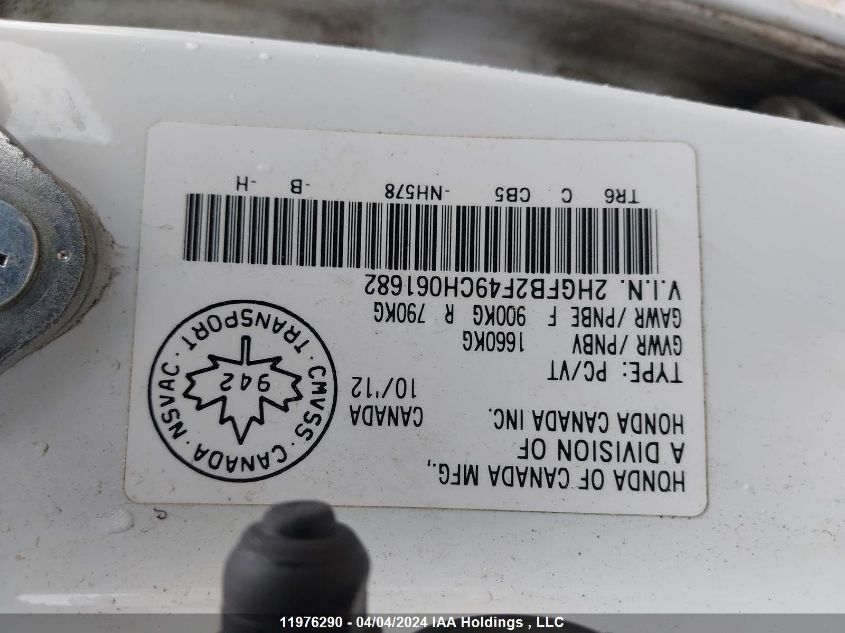 HONDA OF CANADA MFG.,
A DIVISION OF
HONDA CANADA INC.
CANADA
10/'12
TYPE: PC/VT
GVWR /PNBV 1660KG
GAWR /PNBE F 900KG R 790KG
V.I.N. 2HGFB2F49CH061682
TR6 C CB5 -NH578 -B -H
CMVSS · CANADA · NSVAC · TRANSPORT ·
942
11976290 - 04/04/2024 IAA Holdings , LLC